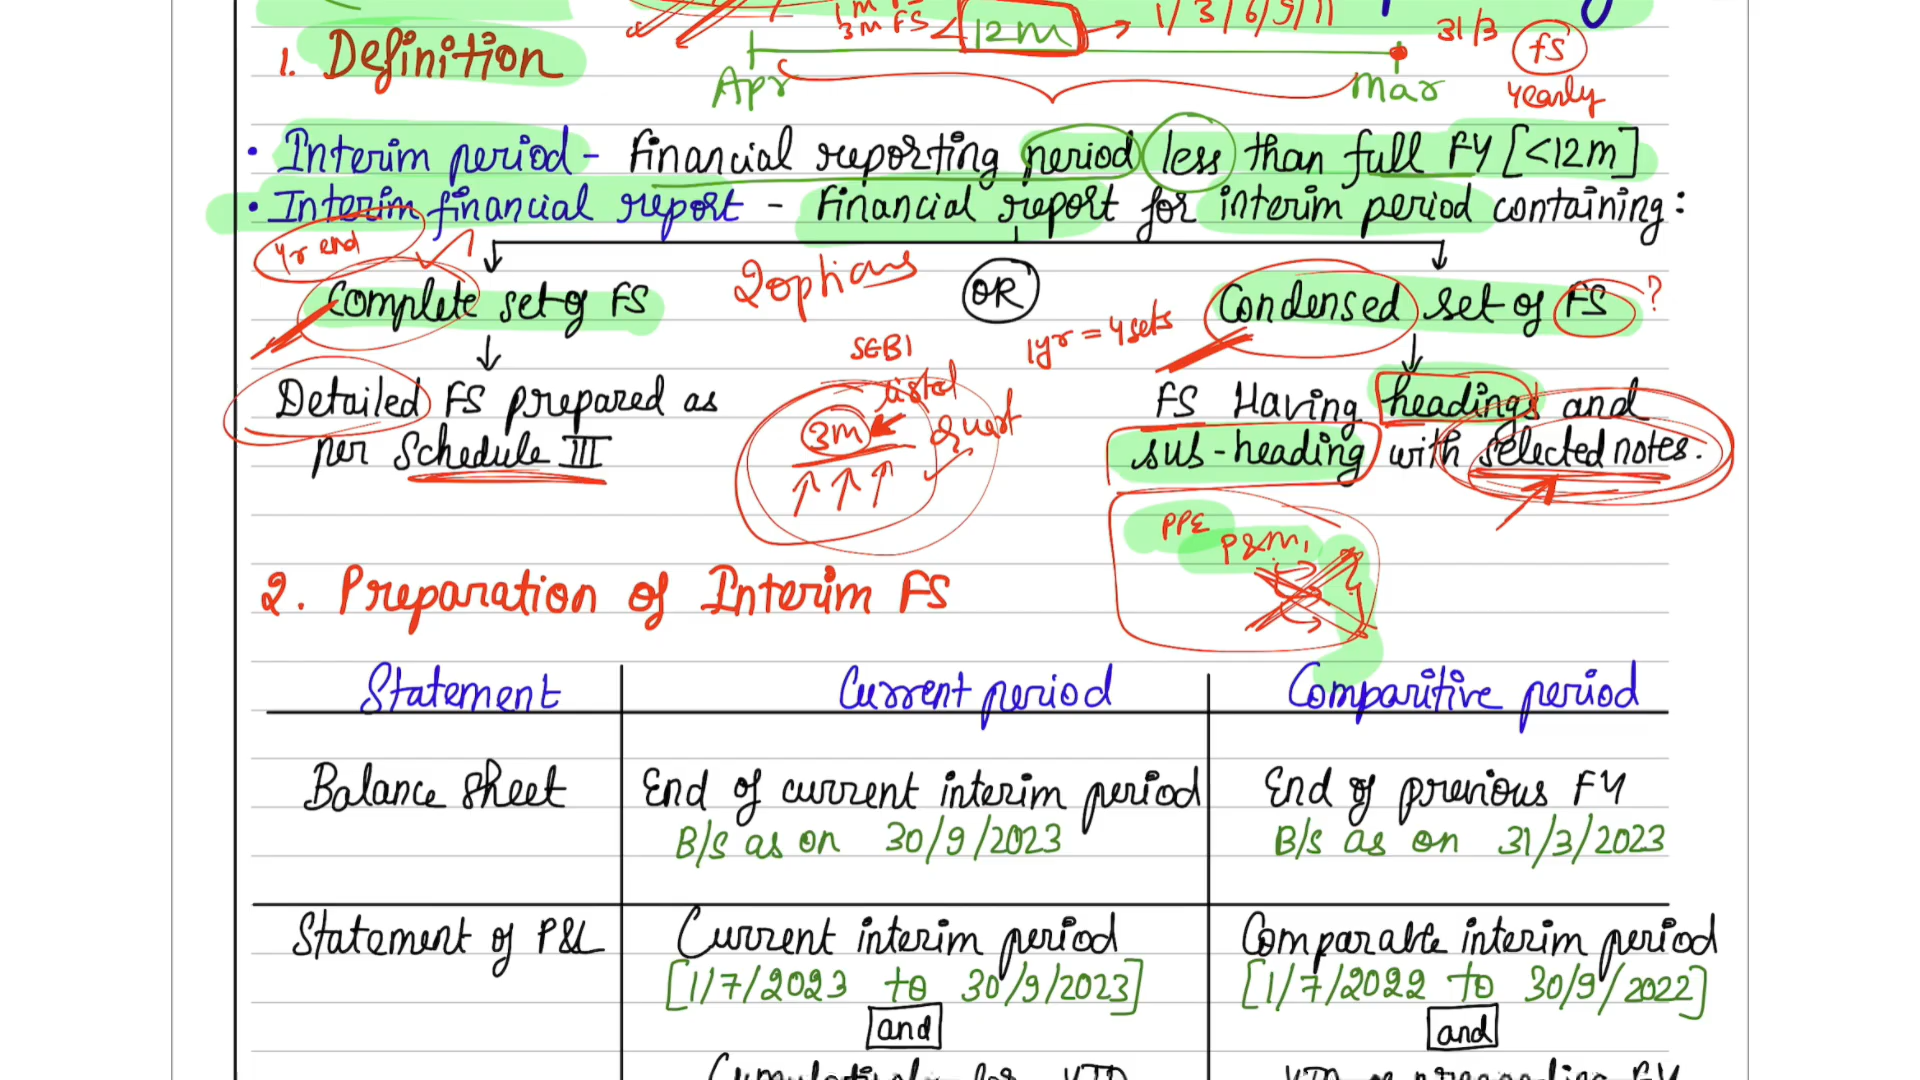 1 m
3m FS < 12m → 1/3/6/9/11
31/3 FS
1. Definition
Apr Mar yearly
• Interim period - Financial reporting period less than full FY [<12m]
• Interim financial report - Financial report for interim period containing:
Yr end
Complete set of FS 2 options OR Condensed set of FS ?
1yr = 4 sets
SEBI
listed
Detailed FS prepared as 3m quart FS Having headings and
per Schedule III sub-heading with selected notes.
PPE
P&M,
2. Preparation of Interim FS
Statement Current period Comparitive period
Balance Sheet End of current interim period End of previous FY
B/S as on 30/9/2023 B/S as on 31/3/2023
Statement of P&L Current interim period Comparable interim period
[1/7/2023 to 30/9/2023] [1/7/2022 to 30/9/2022]
and and